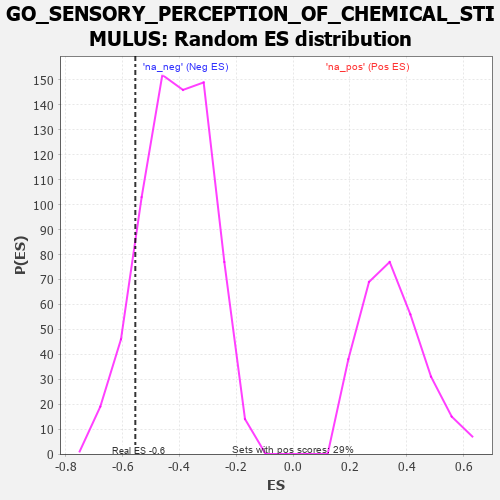 GO_SENSORY_PERCEPTION_OF_CHEMICAL_STI
MULUS: Random ES distribution
'na_neg' (Neg ES)
'na_pos' (Pos ES)
150
140
130
120
110
100
90
80
70
60
50
40
30
20
10
0
P(ES)
Real ES -0.6
Sets with pos scores: 29%
-0.8 -0.6 -0.4 -0.2 0.0 0.2 0.4 0.6
ES